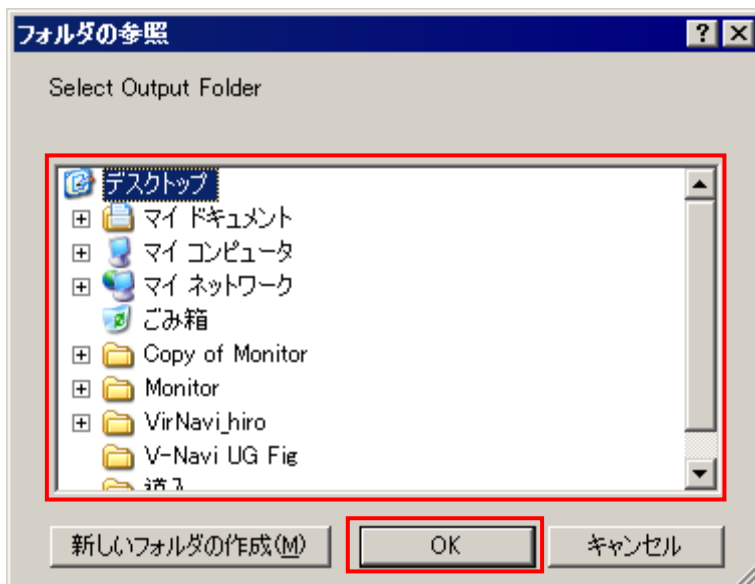 フォルダの参照
Select Output Folder
デスクトップ
マイ ドキュメント
マイ コンピュータ
マイ ネットワーク
ごみ箱
Copy of Monitor
Monitor
VirNavi_hiro
V-Navi UG Fig
導入
新しいフォルダの作成(M)
OK
キャンセル